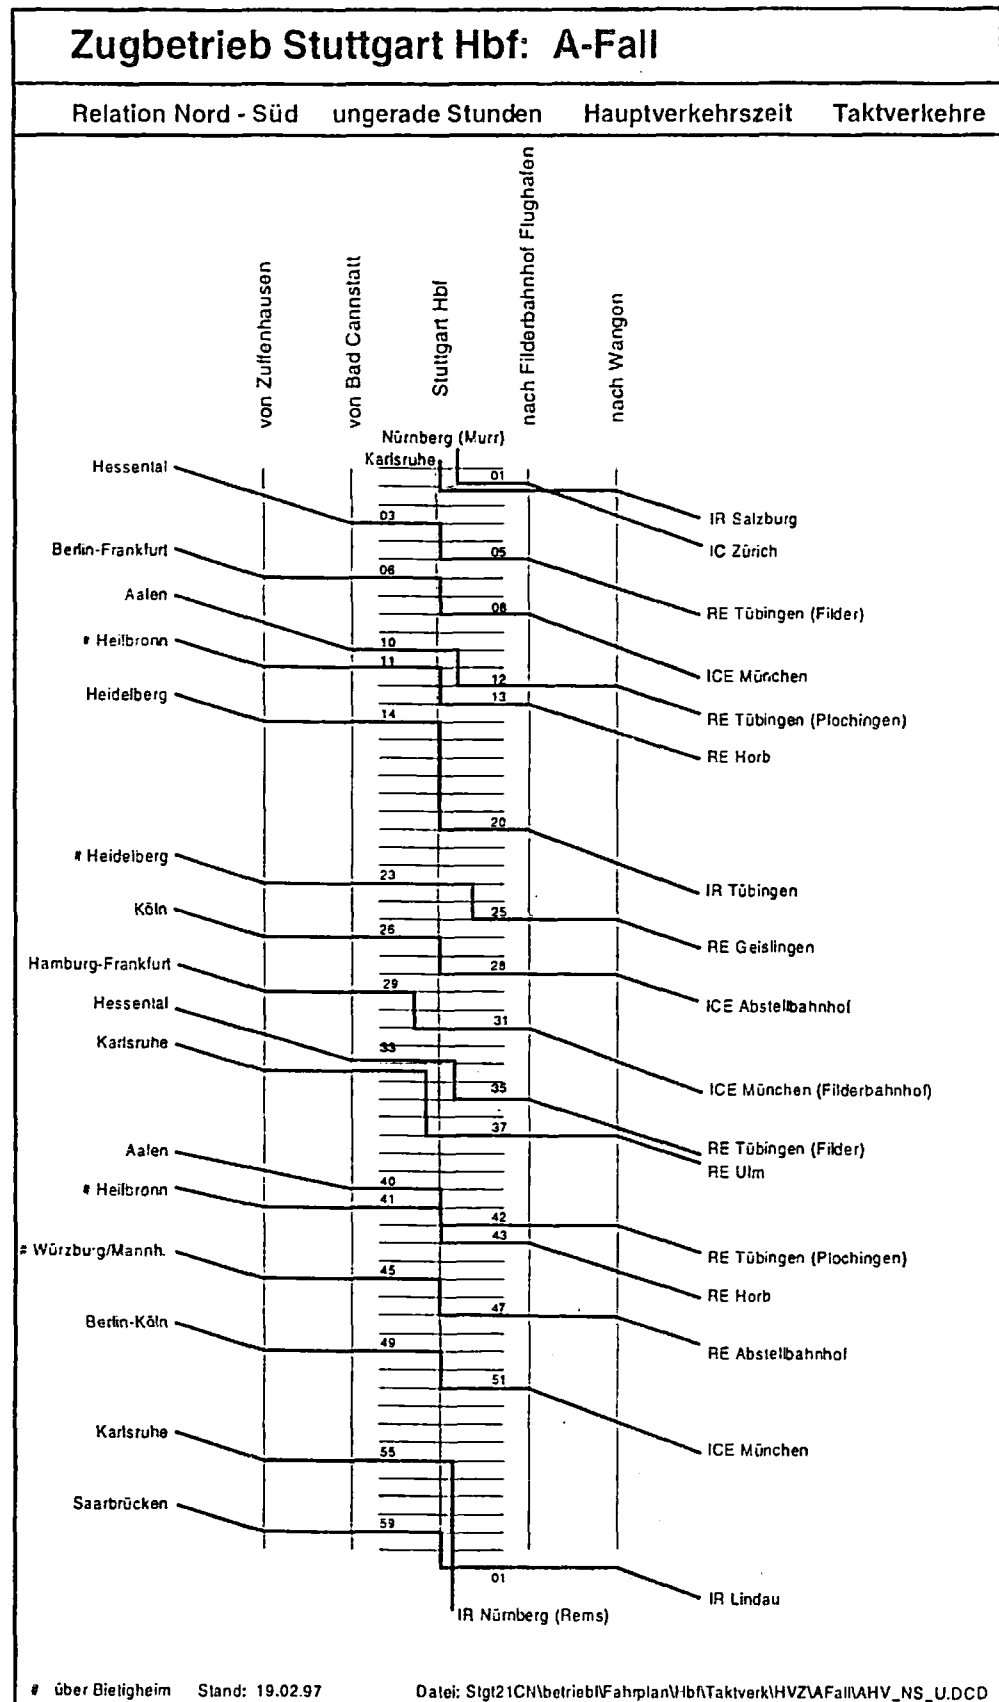 Zugbetrieb Stuttgart Hbf: A-Fall
Relation Nord - Süd ungerade Stunden Hauptverkehrszeit Taktverkehre
von Zuffenhausen
von Bad Cannstatt
Stuttgart Hbf
nach Filderbahnhof Flughafen
nach Wangen
Nürnberg (Murr)
Karlsruhe
Hessental
01
IR Salzburg
03
IC Zürich
Berlin-Frankfurt
05
06
Aalen
08
RE Tübingen (Filder)
# Heilbronn
10
11
ICE München
12
Heidelberg
13
14
RE Tübingen (Plochingen)
RE Horb
20
# Heidelberg
23
IR Tübingen
Köln
25
26
RE Geislingen
Hamburg-Frankfurt
28
29
Hessental
ICE Abstellbahnhof
31
Karlsruhe
33
35
ICE München (Filderbahnhof)
37
Aalen
RE Tübingen (Filder)
RE Ulm
40
# Heilbronn
41
42
43
# Würzburg/Mannh.
RE Tübingen (Plochingen)
45
RE Horb
47
Berlin-Köln
49
RE Abstellbahnhof
51
Karlsruhe
55
ICE München
Saarbrücken
59
01
IR Lindau
IR Nürnberg (Rems)
# über Bietigheim Stand: 19.02.97 Datei: Stgt21CN\betriebl\Fahrplan\Hbf\Taktverk\HVZ\AFall\AHV_NS_U.DCD